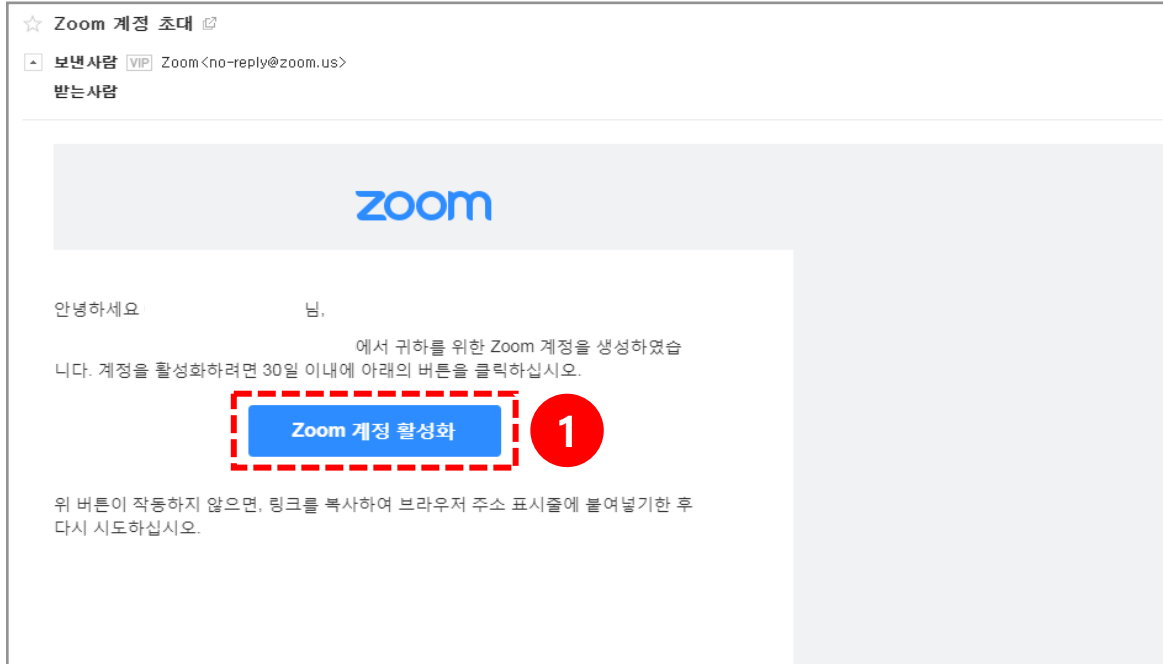 Zoom 계정 초대
보낸사람 VIP Zoom<no-reply@zoom.us>
받는사람
zoom
안녕하세요 님,
에서 귀하를 위한 Zoom 계정을 생성하였습
니다. 계정을 활성화하려면 30일 이내에 아래의 버튼을 클릭하십시오.
Zoom 계정 활성화
1
위 버튼이 작동하지 않으면, 링크를 복사하여 브라우저 주소 표시줄에 붙여넣기한 후
다시 시도하십시오.